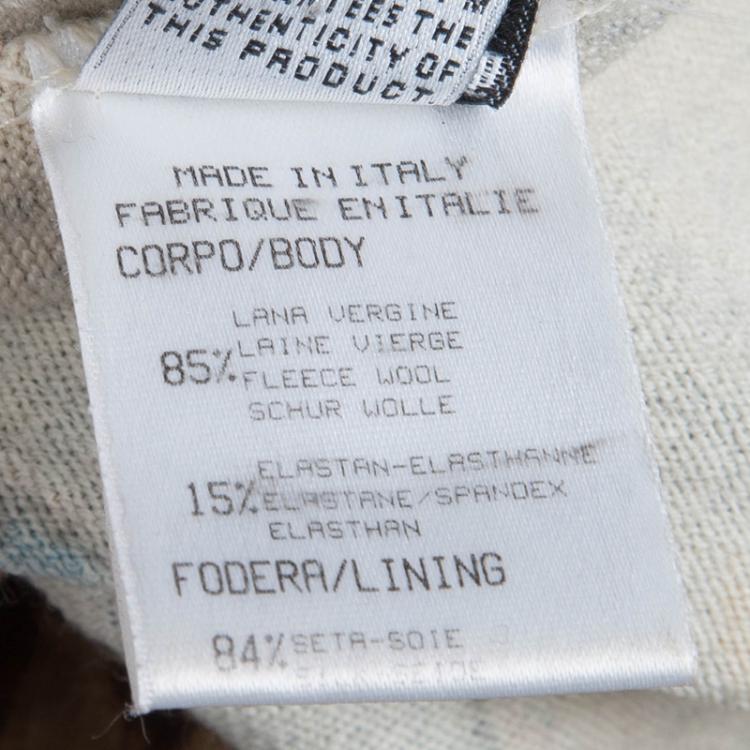 THE
AUTHENTICITY OF
THIS PRODUCT.
MADE IN ITALY
FABRIQUE EN ITALIE
CORPO/BODY
85%
LANA VERGINE
LAINE VIERGE
FLEECE WOOL
SCHUR WOLLE
15%
ELASTAN-ELASTHANNE
ELASTANE/SPANDEX
ELASTHAN
FODERA/LINING
84% SETA-SOIE